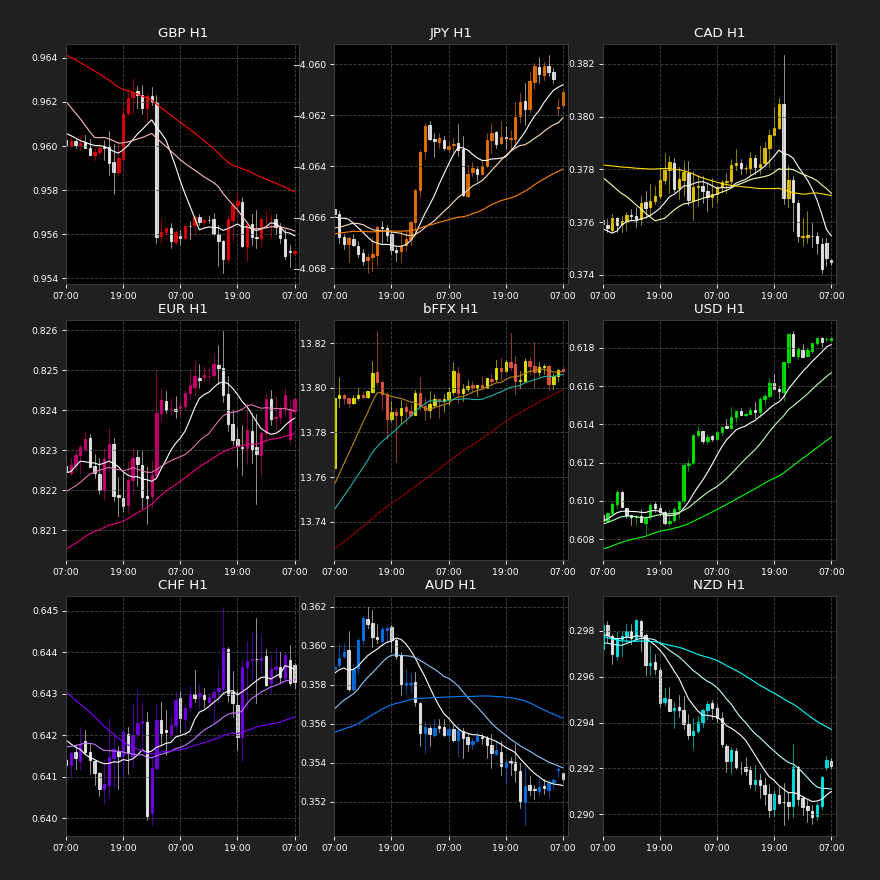 GBP H1
0.964
0.962
0.960
0.958
0.956
0.954
07:00 19:00 07:00 19:00 07:00
JPY H1
−4.060
−4.062
−4.064
−4.066
−4.068
07:00 19:00 07:00 19:00 07:00
CAD H1
0.382
0.380
0.378
0.376
0.374
07:00 19:00 07:00 19:00 07:00
EUR H1
0.826
0.825
0.824
0.823
0.822
0.821
07:00 19:00 07:00 19:00 07:00
bFFX H1
13.82
13.80
13.78
13.76
13.74
07:00 19:00 07:00 19:00 07:00
USD H1
0.618
0.616
0.614
0.612
0.610
0.608
07:00 19:00 07:00 19:00 07:00
CHF H1
0.645
0.644
0.643
0.642
0.641
0.640
07:00 19:00 07:00 19:00 07:00
AUD H1
0.362
0.360
0.358
0.356
0.354
0.352
07:00 19:00 07:00 19:00 07:00
NZD H1
0.298
0.296
0.294
0.292
0.290
07:00 19:00 07:00 19:00 07:00